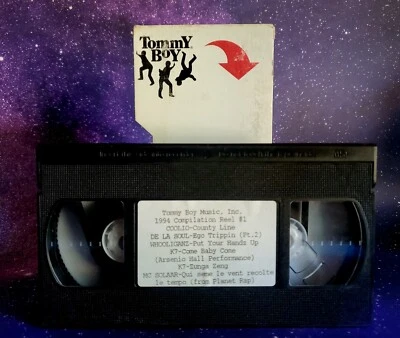 TOMMY
BOY
Tommy Boy Music, Inc.
1994 Compilation Reel #1
COOLIO-County Line
DE LA SOUL-Ego Trippin (Pt.2)
WHOOLIGANZ-Put Your Hands Up
K7-Come Baby Come
(Arsenio Hall Performance)
K7-Zunga Zeng
MC SOLAAR-Qui seme le vent recolte
le tempo (from Planet Rap)